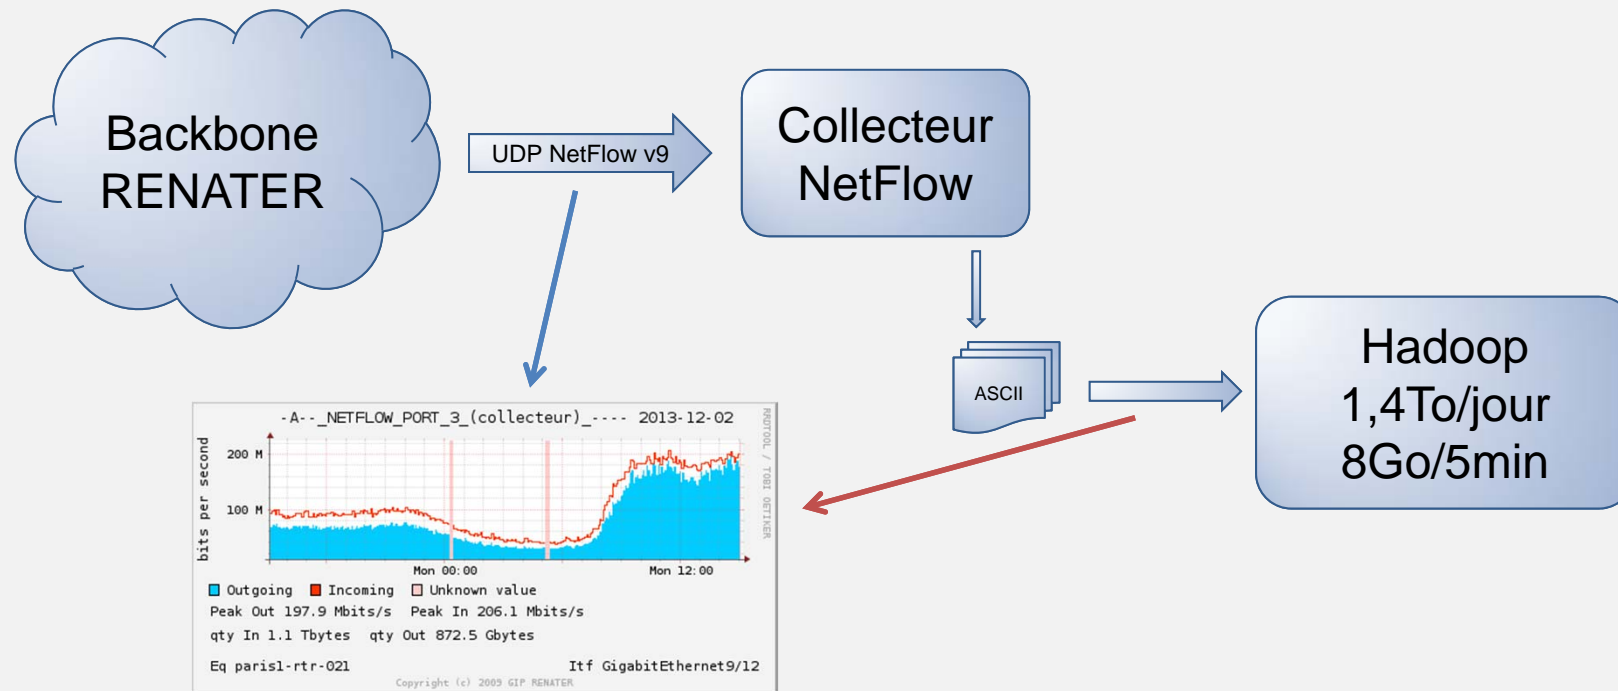 Backbone
RENATER
UDP NetFlow v9
Collecteur
NetFlow
ASCII
Hadoop
1,4To/jour
8Go/5min
-A--_NETFLOW_PORT_3_(collecteur)_---- 2013-12-02
RRDTOOL / TOBI OETIKER
bits per second
200 M
100 M
Mon 00:00 Mon 12:00
Outgoing Incoming Unknown value
Peak Out 197.9 Mbits/s Peak In 206.1 Mbits/s
qty In 1.1 Tbytes qty Out 872.5 Gbytes
Eq paris1-rtr-021 Itf GigabitEthernet9/12
Copyright (c) 2009 GIP RENATER